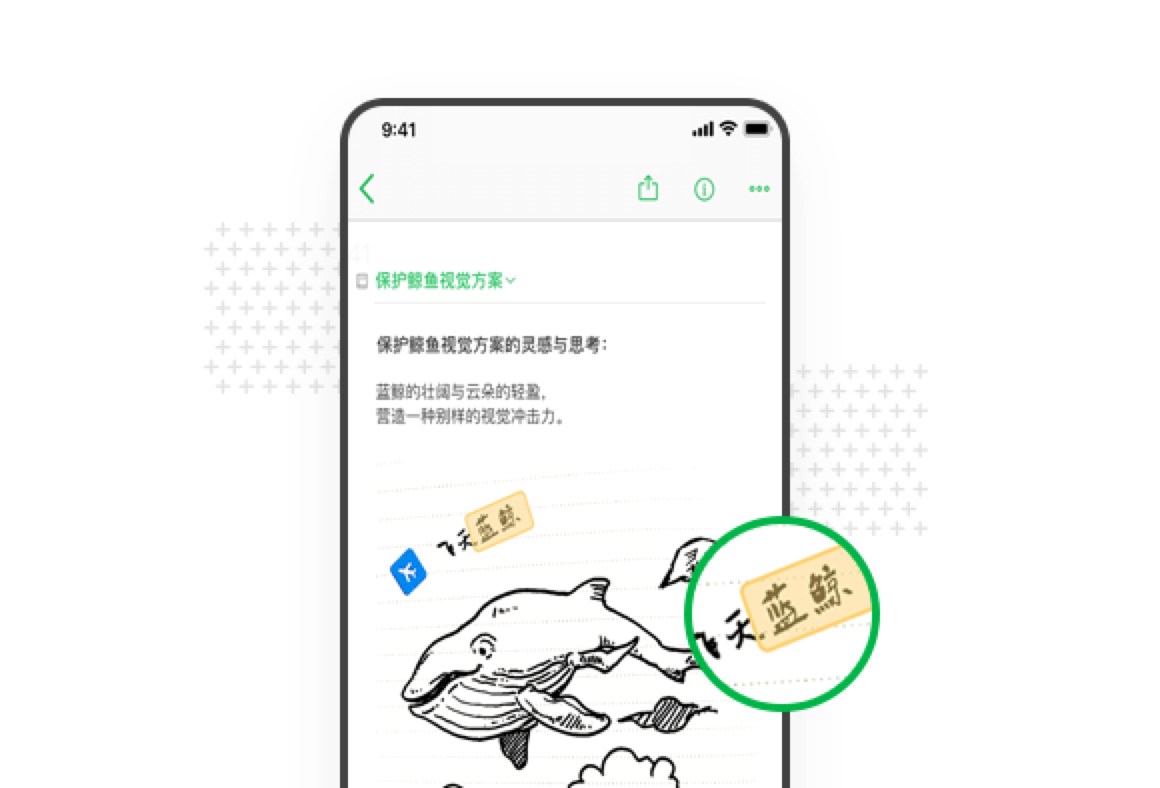 9:41
保护鲸鱼视觉方案
保护鲸鱼视觉方案的灵感与思考：
蓝鲸的壮阔与云朵的轻盈，
营造一种别样的视觉冲击力。
飞天蓝鲸
飞天蓝鲸